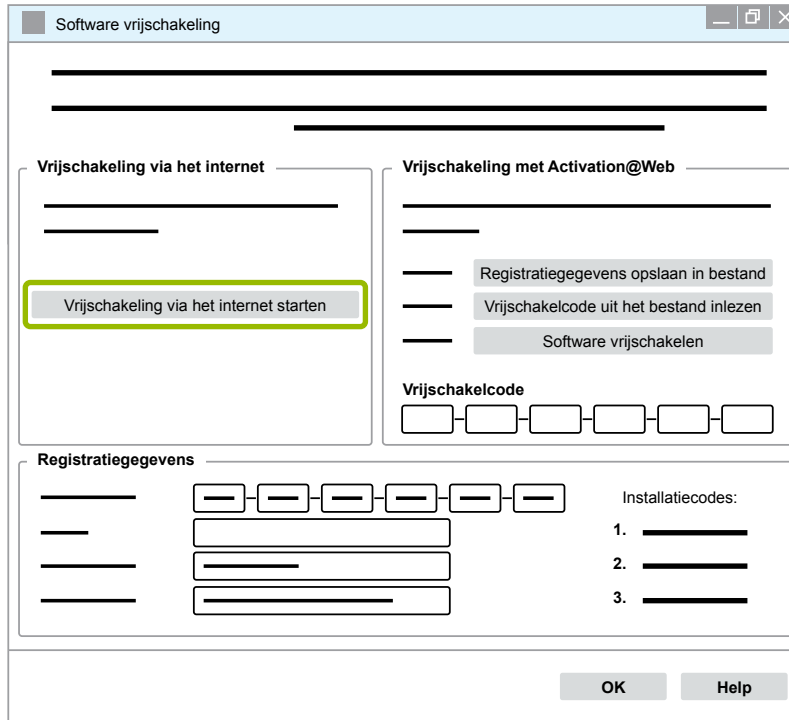 Software vrijschakeling
Vrijschakeling via het internet
Vrijschakeling via het internet starten
Vrijschakeling met Activation@Web
Registratiegegevens opslaan in bestand
Vrijschakelcode uit het bestand inlezen
Software vrijschakelen
Vrijschakelcode
Registratiegegevens
Installatiecodes:
1.
2.
3.
OK
Help